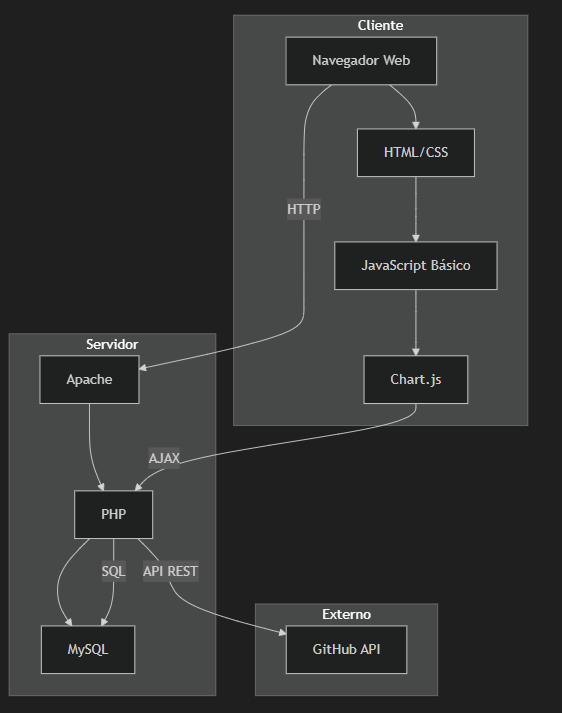 Cliente
Navegador Web
HTML/CSS
HTTP
JavaScript Básico
Servidor
Apache
Chart.js
AJAX
PHP
SQL
API REST
Externo
MySQL
GitHub API